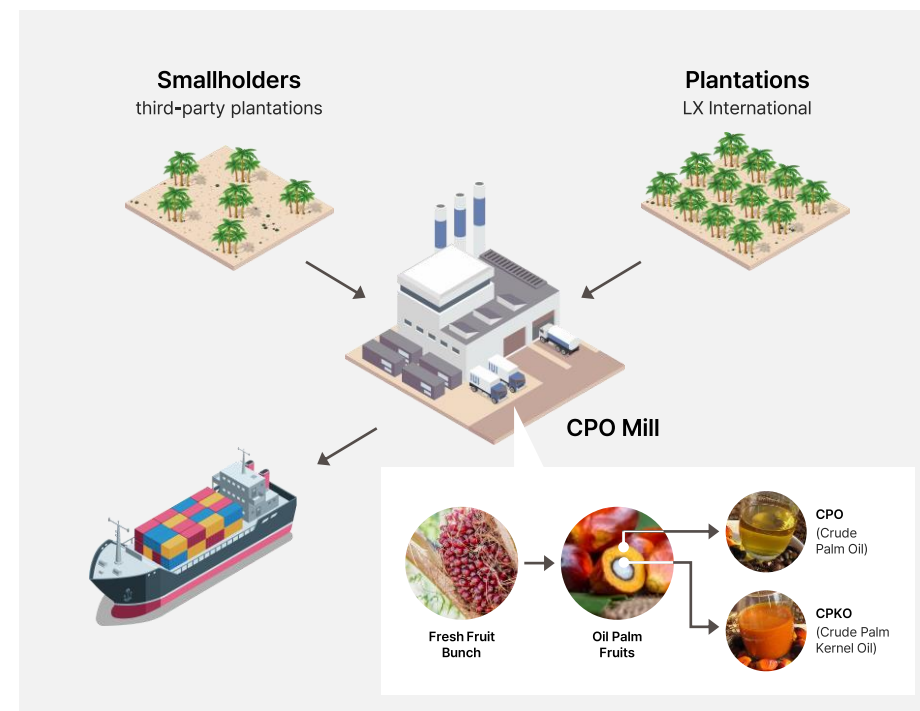 Smallholders
third-party plantations
Plantations
LX International
CPO Mill
Fresh Fruit
Bunch
Oil Palm
Fruits
CPO
(Crude
Palm Oil)
CPKO
(Crude Palm
Kernel Oil)